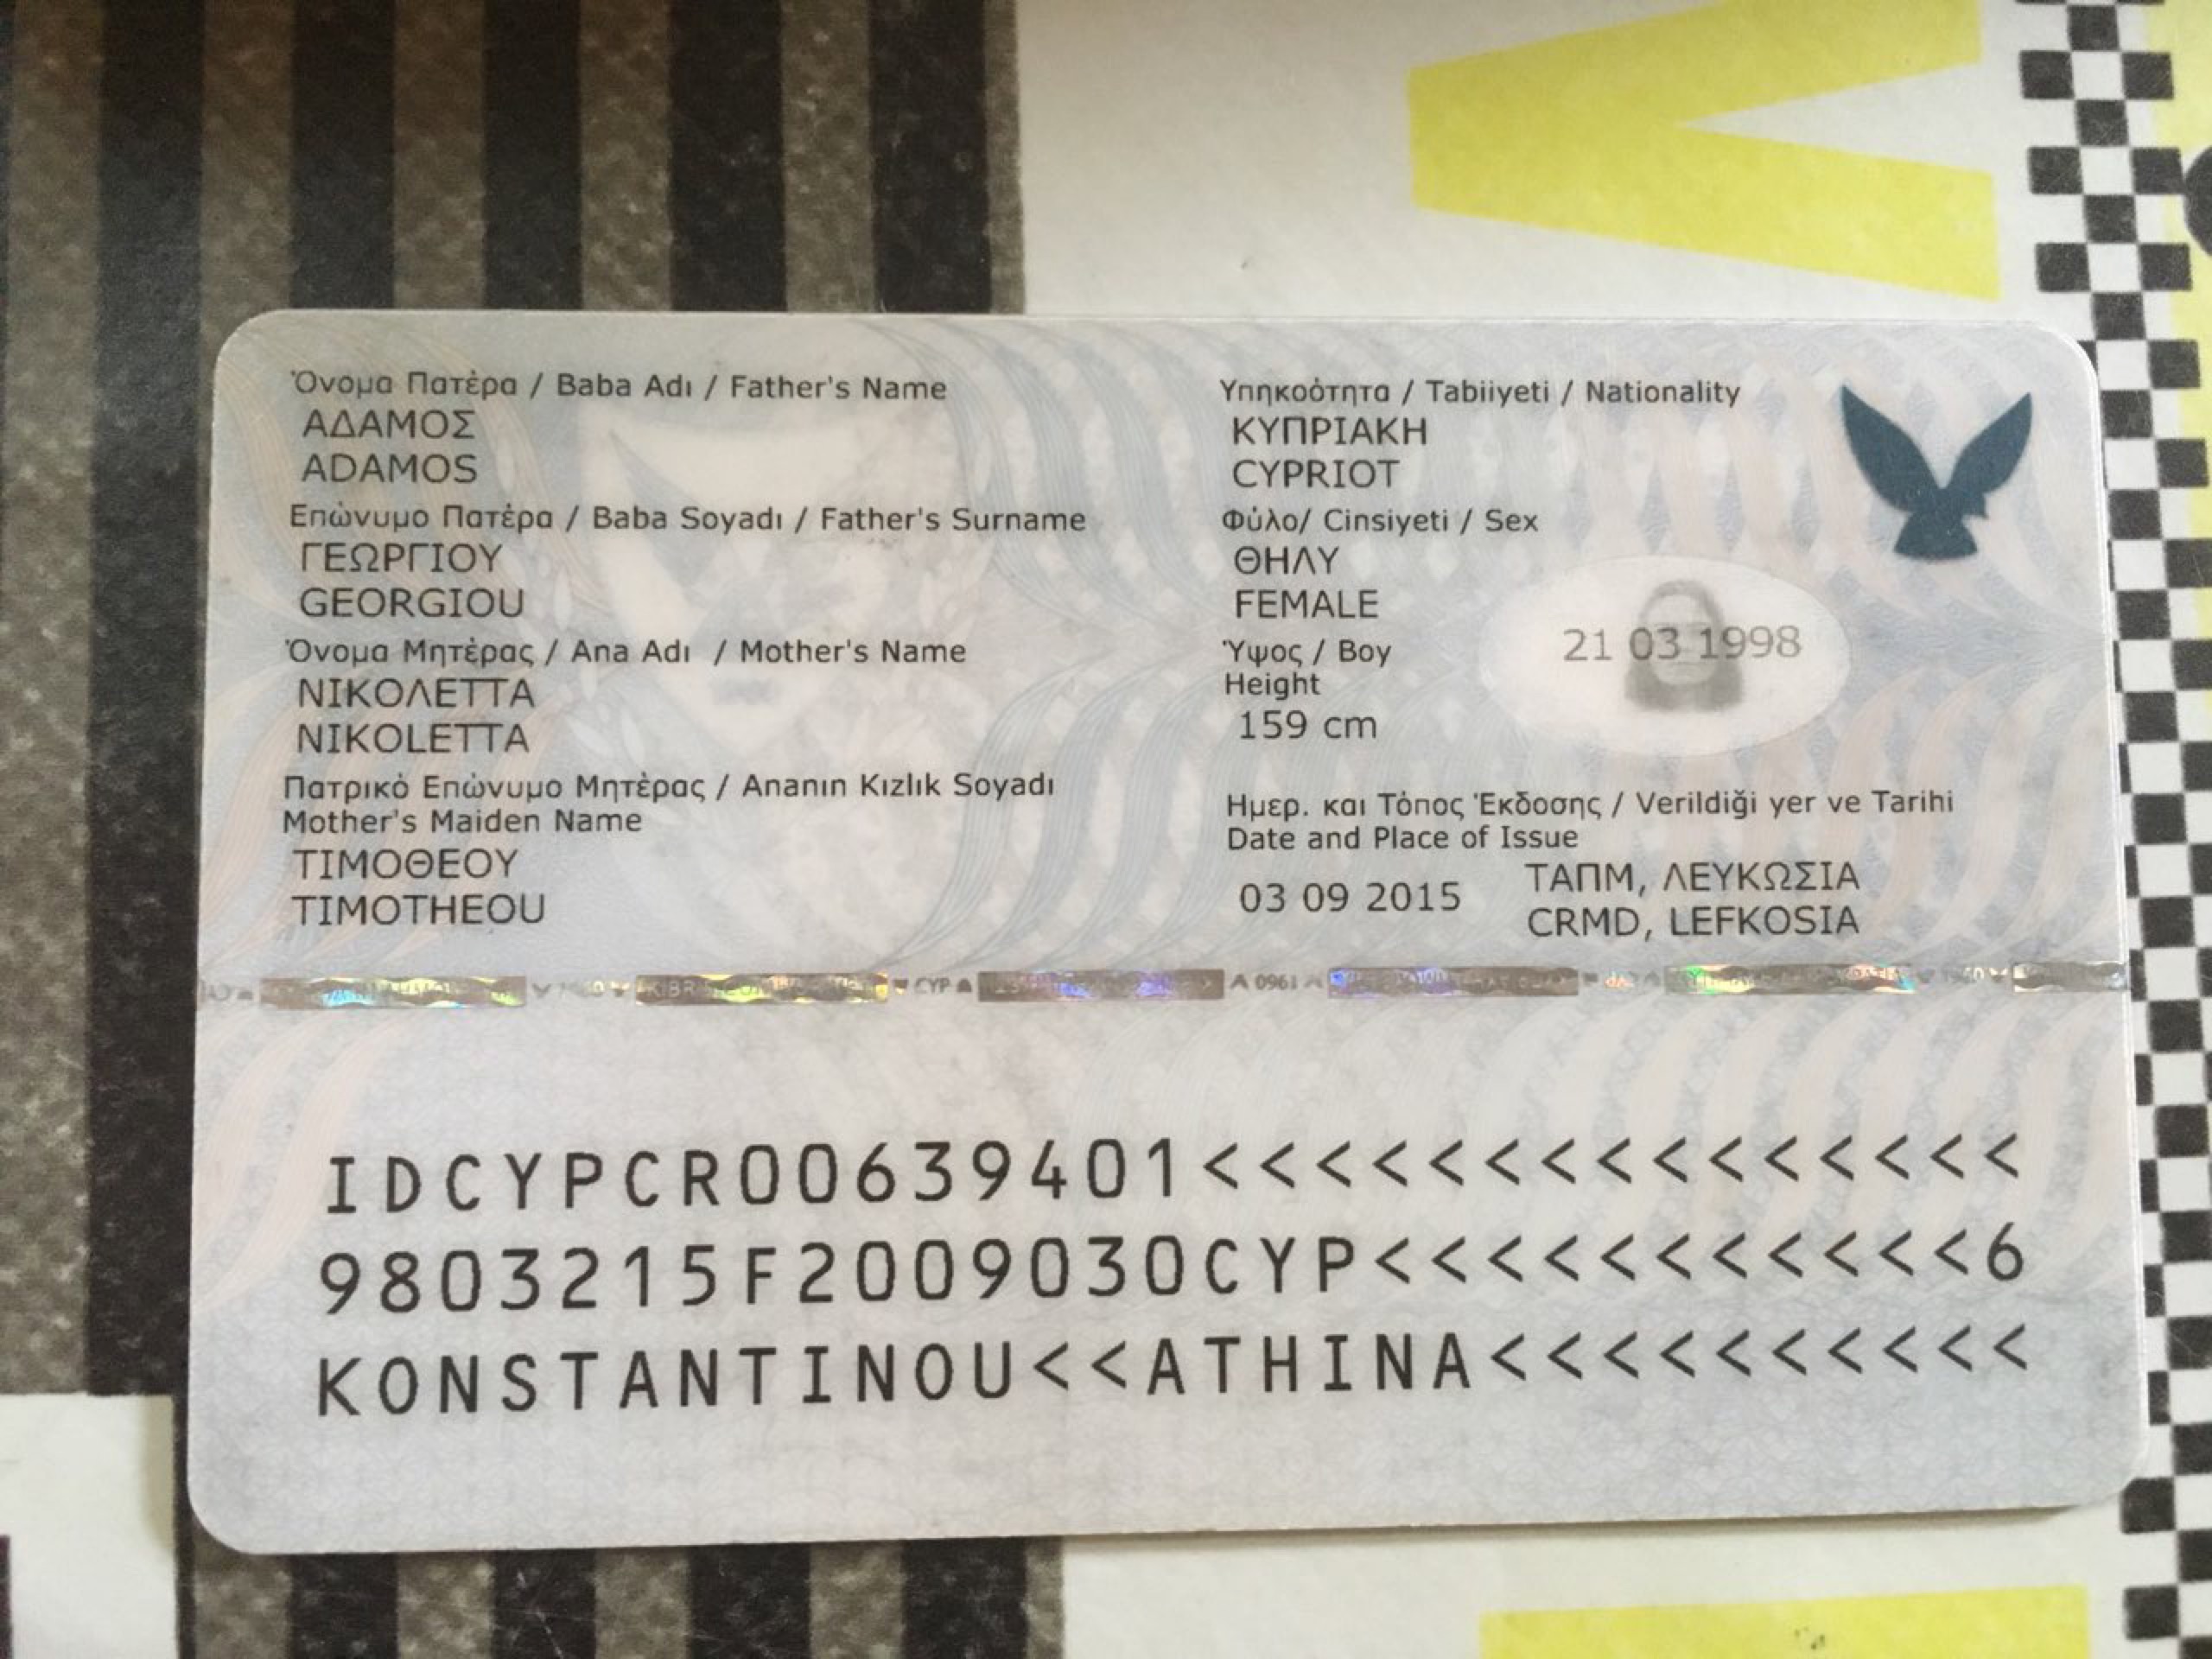 Όνομα Πατέρα / Baba Adı / Father's Name
ΑΔΑΜΟΣ
ADAMOS
Επώνυμο Πατέρα / Baba Soyadı / Father's Surname
ΓΕΩΡΓΙΟΥ
GEORGIOU
Όνομα Μητέρας / Ana Adı / Mother's Name
ΝΙΚΟΛΕΤΤΑ
NIKOLETTA
Πατρικό Επώνυμο Μητέρας / Ananın Kızlık Soyadı
Mother's Maiden Name
ΤΙΜΟΘΕΟΥ
TIMOTHEOU
Υπηκοότητα / Tabiiyeti / Nationality
ΚΥΠΡΙΑΚΗ
CYPRIOT
Φύλο/ Cinsiyeti / Sex
ΘΗΛΥ
FEMALE
Ύψος / Boy
Height
159 cm
21 03 1998
Ημερ. και Τόπος Έκδοσης / Verildiği yer ve Tarihi
Date and Place of Issue
03 09 2015
ΤΑΠΜ, ΛΕΥΚΩΣΙΑ
CRMD, LEFKOSIA
CYP
0961
IDCYPCR00639401<<<<<<<<<<<<<<<
9803215F2009030CYP<<<<<<<<<<<6
KONSTANTINOU<<ATHINA<<<<<<<<<<